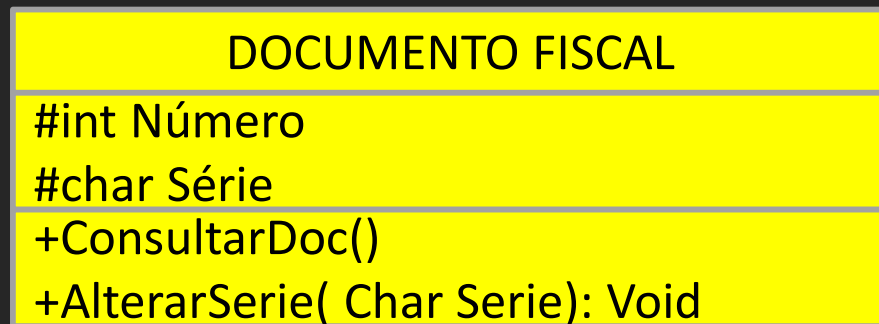 DOCUMENTO FISCAL
#int Número
#char Série
+ConsultarDoc()
+AlterarSerie( Char Serie): Void